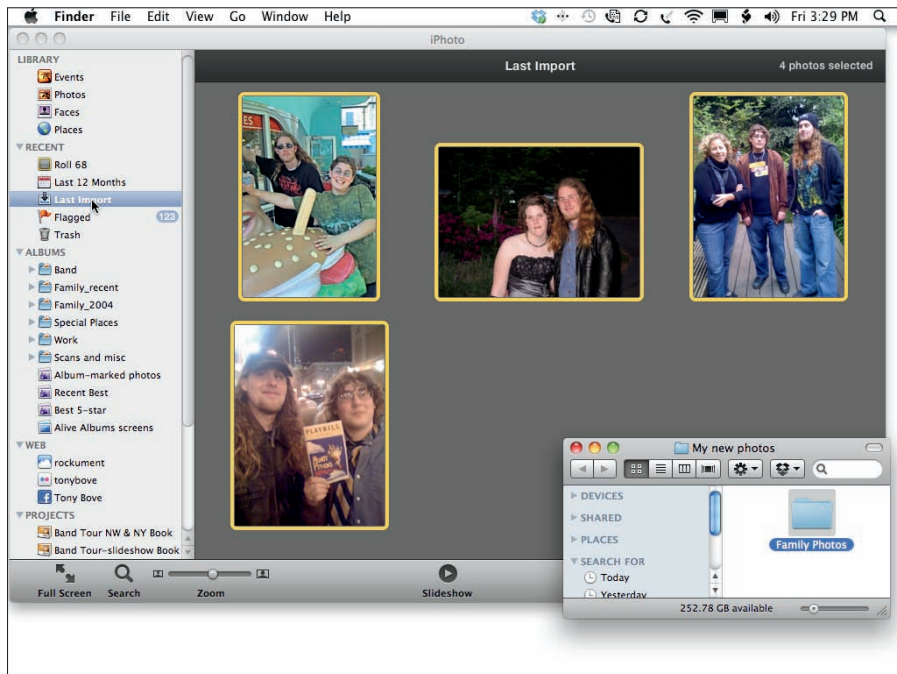 Finder File Edit View Go Window Help Fri 3:29 PM
iPhoto
LIBRARY
Events
Photos
Faces
Places
RECENT
Roll 68
Last 12 Months
Last Import
Flagged 123
Trash
ALBUMS
Band
Family_recent
Family_2004
Special Places
Work
Scans and misc
Album-marked photos
Recent Best
Best 5-star
Alive Albums screens
WEB
rockument
tonybove
Tony Bove
PROJECTS
Band Tour NW & NY Book
Band Tour-slideshow Book
Last Import 4 photos selected
PLAYBILL
Full Screen Search Zoom Slideshow
My new photos
DEVICES
SHARED
PLACES
SEARCH FOR
Today
Yesterday
Family Photos
252.78 GB available